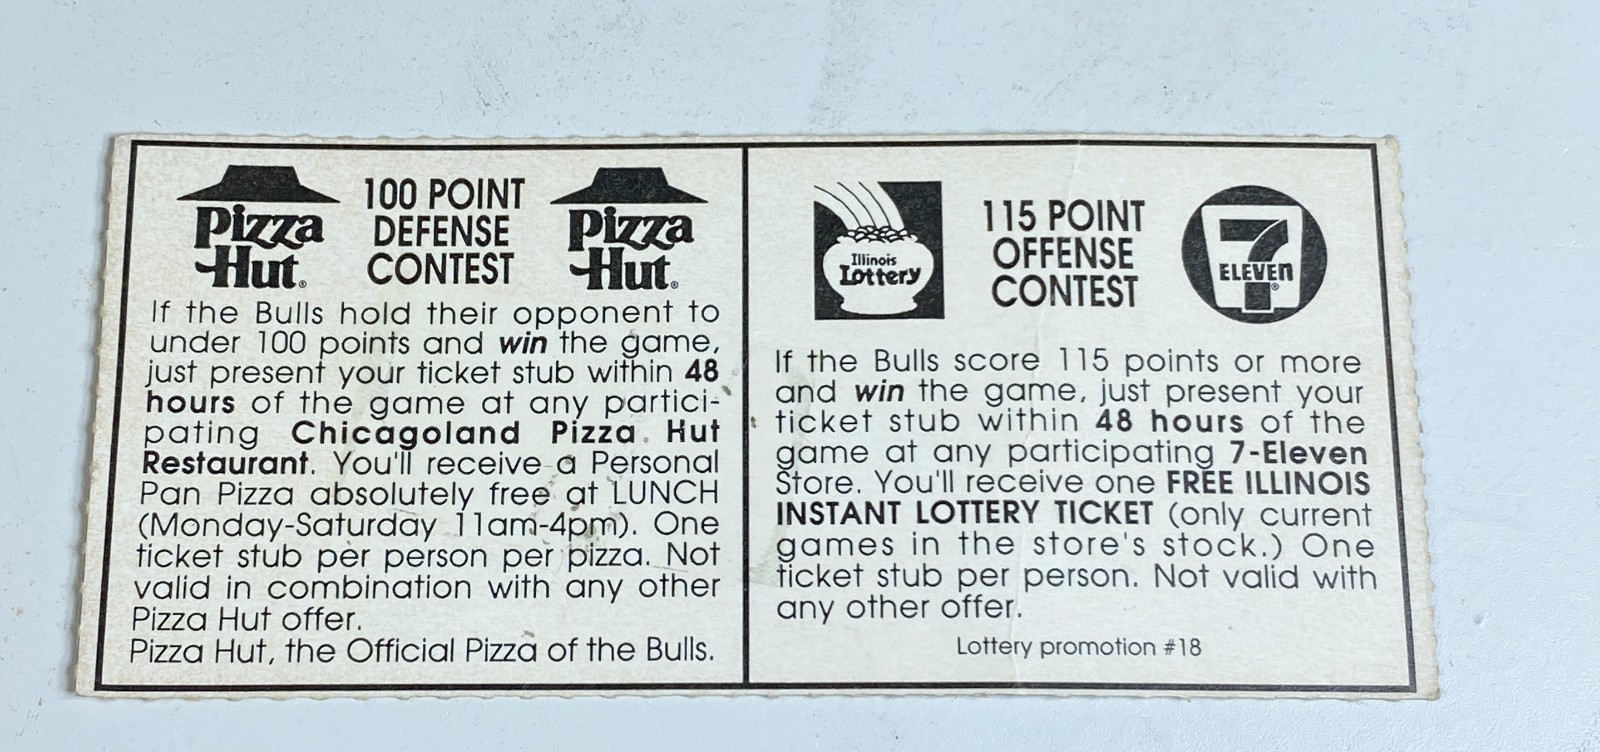 Pizza Hut®
100 POINT
DEFENSE
CONTEST
Pizza Hut®
If the Bulls hold their opponent to
under 100 points and win the game,
just present your ticket stub within 48
hours of the game at any partici-
pating Chicagoland Pizza Hut
Restaurant. You'll receive a Personal
Pan Pizza absolutely free at LUNCH
(Monday-Saturday 11am-4pm). One
ticket stub per person per pizza. Not
valid in combination with any other
Pizza Hut offer.
Pizza Hut, the Official Pizza of the Bulls.
Illinois
Lottery
115 POINT
OFFENSE
CONTEST
7
ELEVEn®
If the Bulls score 115 points or more
and win the game, just present your
ticket stub within 48 hours of the
game at any participating 7-Eleven
Store. You'll receive one FREE ILLINOIS
INSTANT LOTTERY TICKET (only current
games in the store's stock.) One
ticket stub per person. Not valid with
any other offer.
Lottery promotion #18